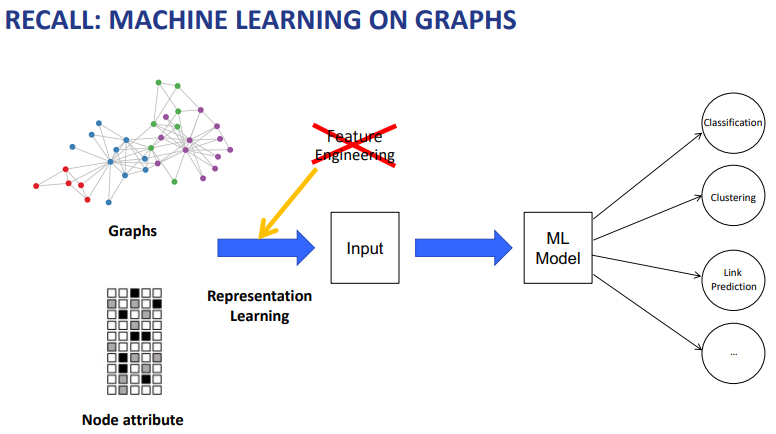 RECALL: MACHINE LEARNING ON GRAPHS
Feature
Engineering
Graphs
Input
ML
Model
Representation
Learning
Classification
Clustering
Link
Prediction
...
Node attribute